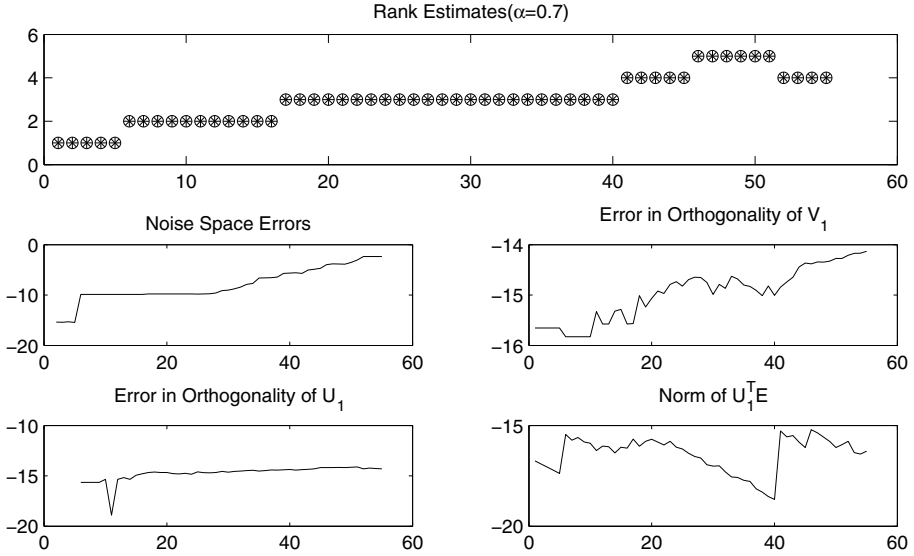 Rank Estimates(α=0.7)
6
4
2
0
0 10 20 30 40 50 60
Noise Space Errors
0
-10
-20
0 20 40 60
Error in Orthogonality of V1
-14
-15
-16
0 20 40 60
Error in Orthogonality of U1
-10
-15
-20
0 20 40 60
Norm of U1TE
-15
-20
0 20 40 60